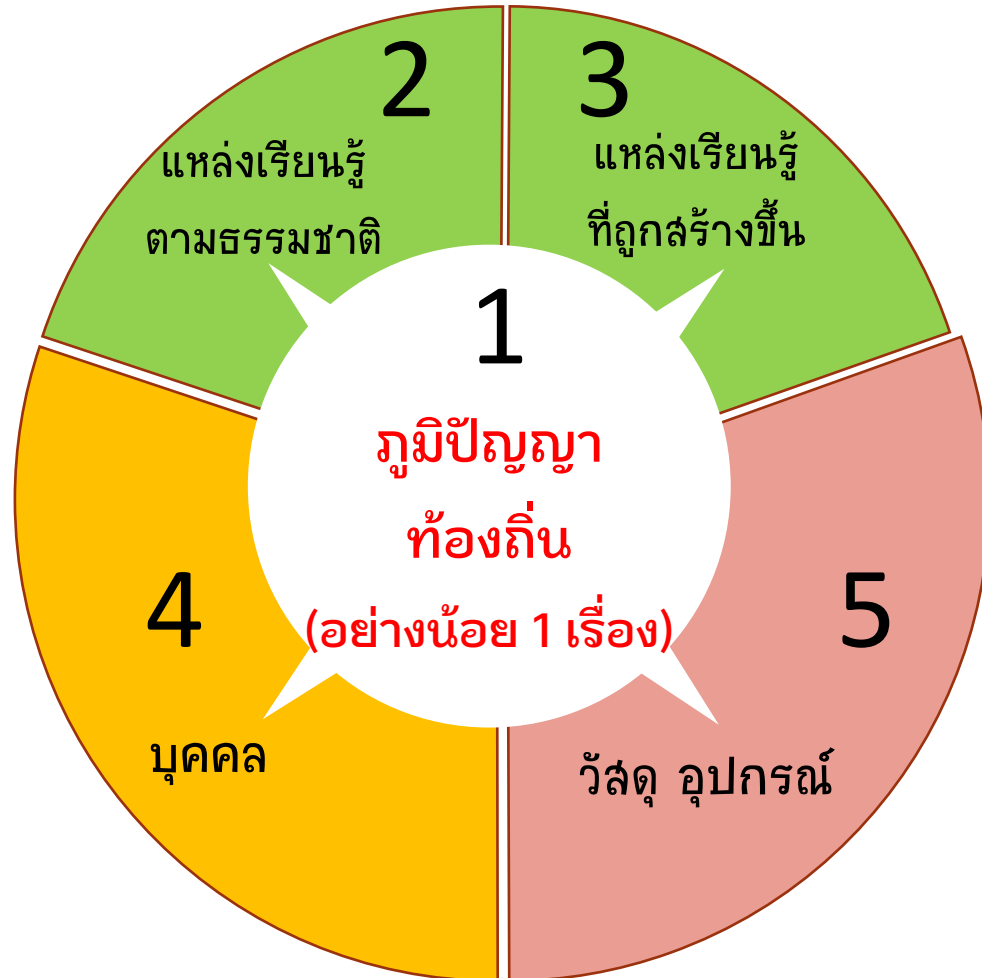 2
แหล่งเรียนรู้
ตามธรรมชาติ
3
แหล่งเรียนรู้
ที่ถูกสร้างขึ้น
1
ภูมิปัญญา
ท้องถิ่น
(อย่างน้อย 1 เรื่อง)
4
บุคคล
5
วัสดุ อุปกรณ์